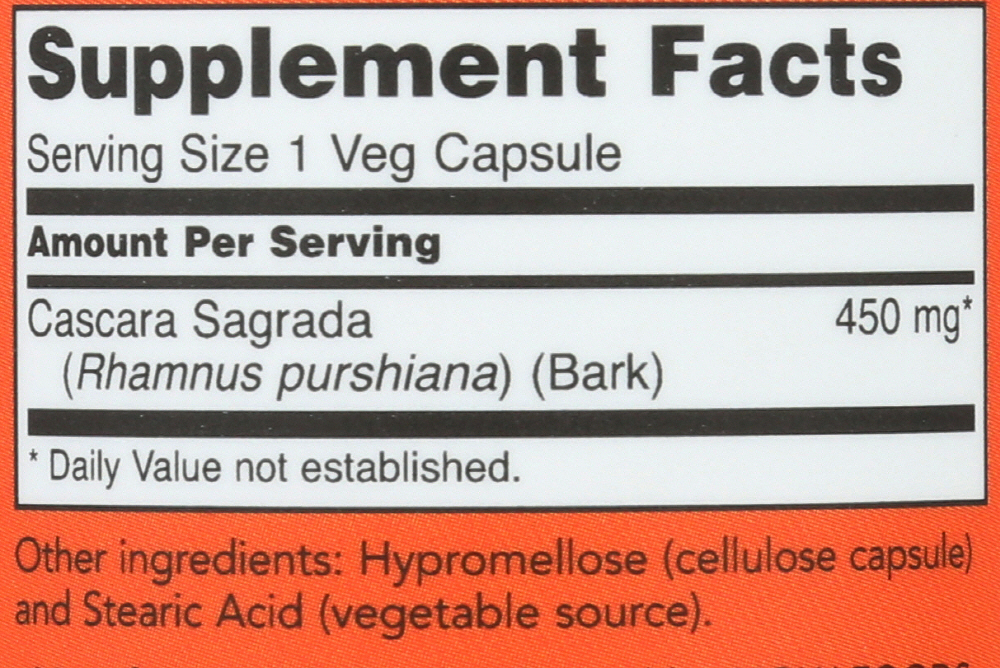 Supplement Facts
Serving Size 1 Veg Capsule
Amount Per Serving
Cascara Sagrada 450 mg*
(Rhamnus purshiana) (Bark)
* Daily Value not established.
Other ingredients: Hypromellose (cellulose capsule)
and Stearic Acid (vegetable source).